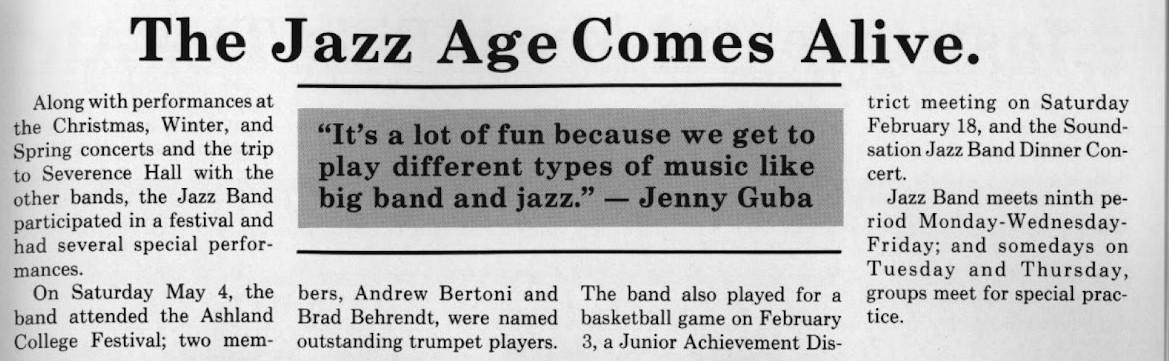 The Jazz Age Comes Alive.
Along with performances at
the Christmas, Winter, and
Spring concerts and the trip
to Severence Hall with the
other bands, the Jazz Band
participated in a festival and
had several special perfor-
mances.
On Saturday May 4, the
band attended the Ashland
College Festival; two mem-
"It's a lot of fun because we get to
play different types of music like
big band and jazz." — Jenny Guba
bers, Andrew Bertoni and
Brad Behrendt, were named
outstanding trumpet players.
The band also played for a
basketball game on February
3, a Junior Achievement Dis-
trict meeting on Saturday
February 18, and the Sound-
sation Jazz Band Dinner Con-
cert.
Jazz Band meets ninth pe-
riod Monday-Wednesday-
Friday; and somedays on
Tuesday and Thursday,
groups meet for special prac-
tice.